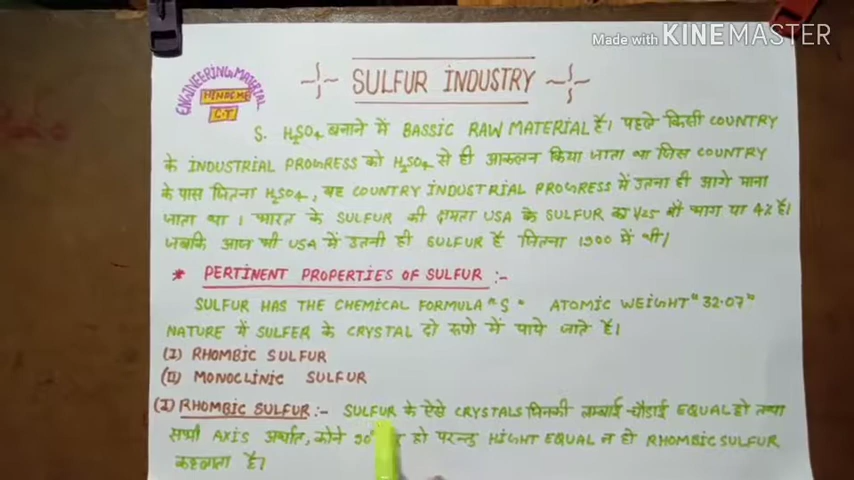 Made with KINEMASTER
ENGINEERING MATERIAL
HINDI ME
C.T
SULFUR INDUSTRY
S. H₂SO₄ बनाने में BASSIC RAW MATERIAL है। पहले किसी COUNTRY
के INDUSTRIAL PROGRESS को H₂SO₄ से ही आकलन किया जाता था जिस COUNTRY
के पास जितना H₂SO₄, वह COUNTRY INDUSTRIAL PROGRESS में उतना ही आगे माना
जाता था। भारत के SULFUR की क्षमता USA के SULFUR का 1/25 वाँ भाग या 4% है।
जबकि आज भी USA में उतनी ही SULFUR है जितना 1900 में थी।
* PERTINENT PROPERTIES OF SULFUR :-
SULFUR HAS THE CHEMICAL FORMULA "S" ATOMIC WEIGHT "32.07"
NATURE में SULFER के CRYSTAL दो रूपो में पाये जाते है।
(I) RHOMBIC SULFUR
(II) MONOCLINIC SULFUR
(I) RHOMBIC SULFUR :- SULFUR के ऐसे CRYSTALS जिनकी लम्बाई चौड़ाई EQUAL हो तथा
सभी AXIS अर्थात, कोने 90° हो परन्तु HIGHT EQUAL न हो RHOMBIC SULFUR
कहलाता है।